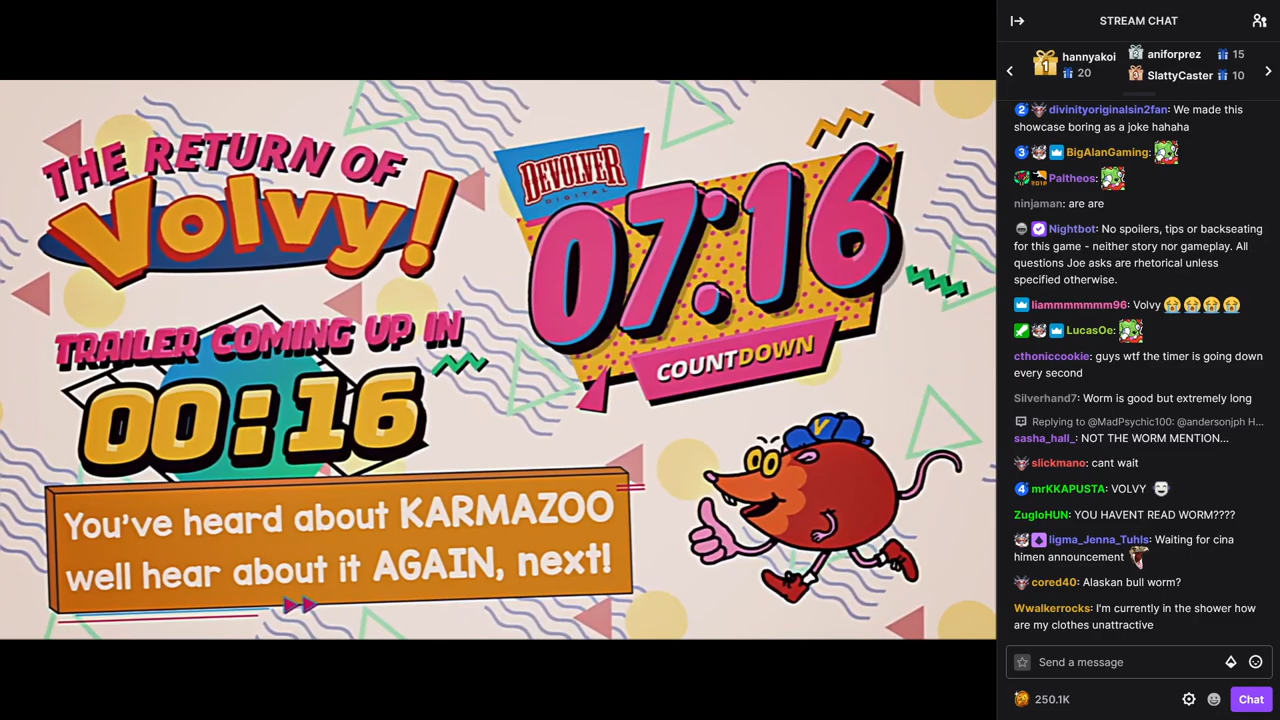 THE RETURN OF
Volvy!
DEVOLVER
DIGITAL
07:16
COUNTDOWN
TRAILER COMING UP IN
00:16
You've heard about KARMAZOO
well hear about it AGAIN, next!
V
STREAM CHAT
1
hannyakoi
20
2
aniforprez
15
3
SlattyCaster
10
2 divinityoriginalsin2fan: We made this
showcase boring as a joke hahaha
3 BigAlanGaming:
2019 Paltheos:
ninjaman: are are
Nightbot: No spoilers, tips or backseating
for this game - neither story nor gameplay. All
questions Joe asks are rhetorical unless
specified otherwise.
liammmmmmm96: Volvy
LucasOe:
cthoniccookie: guys wtf the timer is going down
every second
Silverhand7: Worm is good but extremely long
Replying to @MadPsychic100: @andersonjph H...
sasha_hall_: NOT THE WORM MENTION...
slickmano: cant wait
4 mrKKAPUSTA: VOLVY
ZugloHUN: YOU HAVENT READ WORM????
ligma_Jenna_Tuhls: Waiting for cina
himen announcement
cored40: Alaskan bull worm?
Wwalkerrocks: I'm currently in the shower how
are my clothes unattractive
Send a message
250.1K
Chat